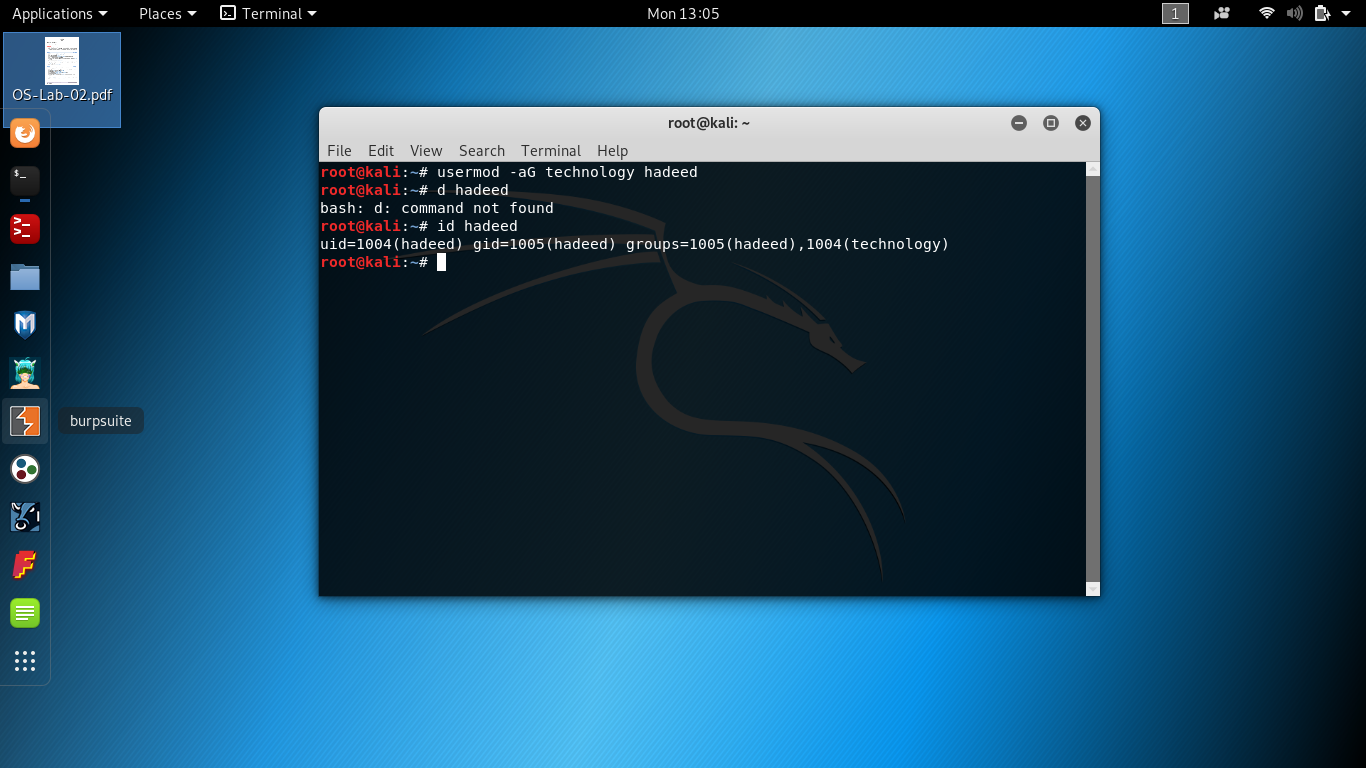 Applications Places Terminal Mon 13:05 1
OS-Lab-02.pdf
root@kali: ~
File Edit View Search Terminal Help
root@kali:~# usermod -aG technology hadeed
root@kali:~# d hadeed
bash: d: command not found
root@kali:~# id hadeed
uid=1004(hadeed) gid=1005(hadeed) groups=1005(hadeed),1004(technology)
root@kali:~#
burpsuite